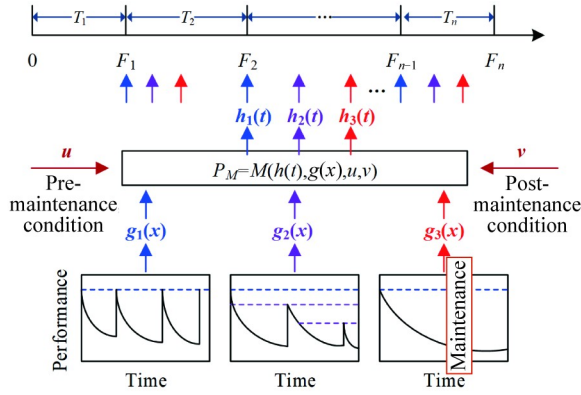 T1 T2 ... Tn
0 F1 F2 Fn−1 Fn
...
h1(t) h2(t) h3(t)
u
v
PM=M(h(t),g(x),u,v)
Pre-
maintenance
condition
Post-
maintenance
condition
g1(x) g2(x) g3(x)
Performance
Maintenance
Time Time Time